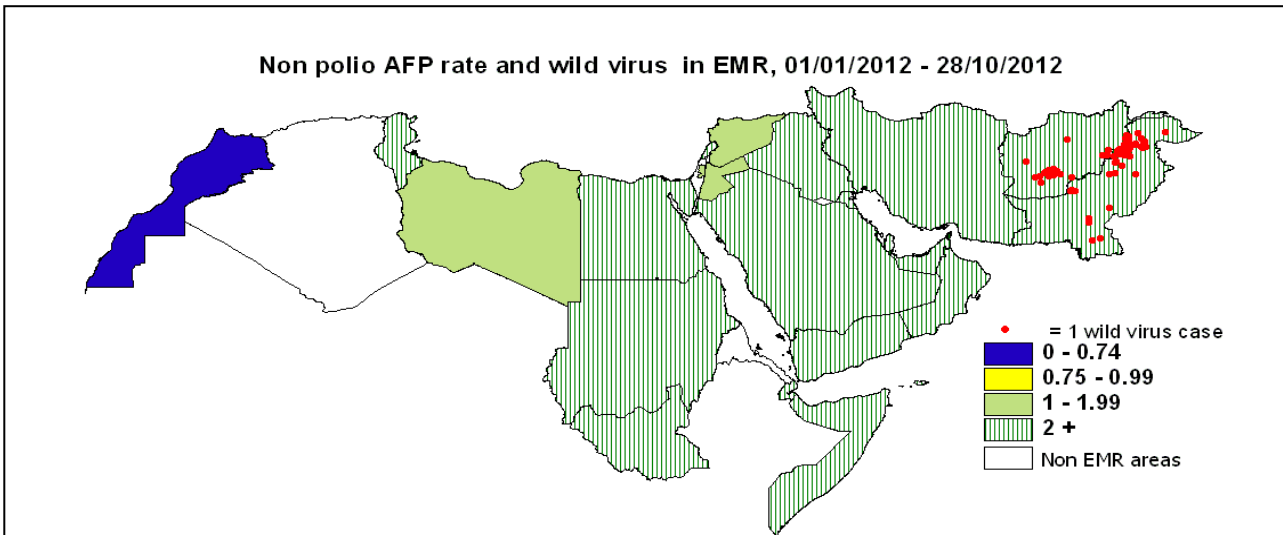 Non polio AFP rate and wild virus in EMR, 01/01/2012 - 28/10/2012
= 1 wild virus case
0 - 0.74
0.75 - 0.99
1 - 1.99
2 +
Non EMR areas